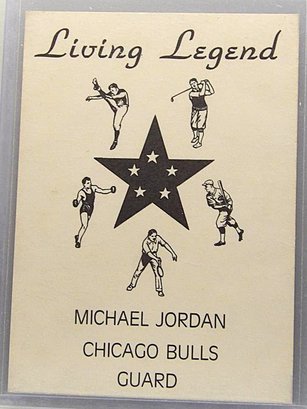 Living Legend
MICHAEL JORDAN
CHICAGO BULLS
GUARD